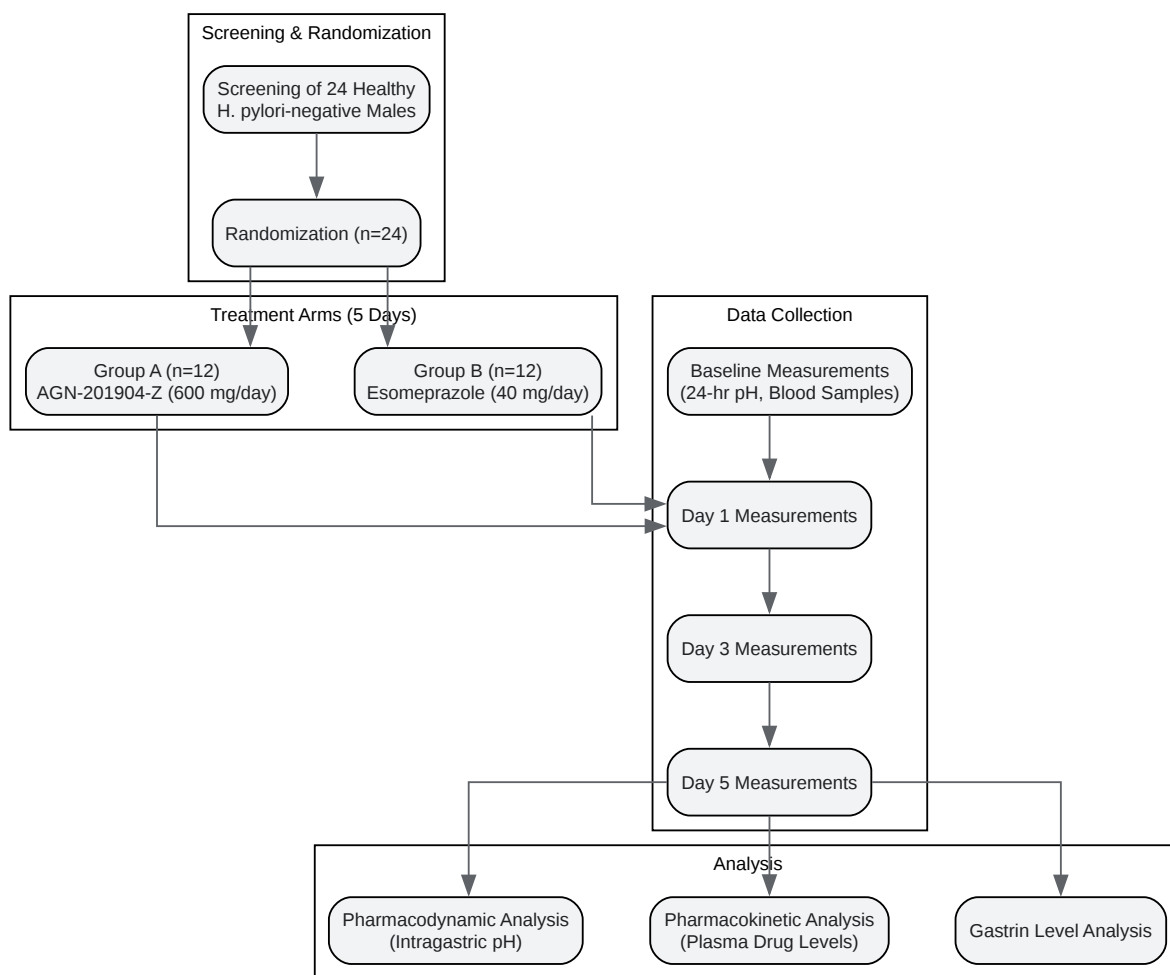 Screening & Randomization
Screening of 24 Healthy
H. pylori-negative Males
Randomization (n=24)
Treatment Arms (5 Days)
Group A (n=12)
AGN-201904-Z (600 mg/day)
Group B (n=12)
Esomeprazole (40 mg/day)
Data Collection
Baseline Measurements
(24-hr pH, Blood Samples)
Day 1 Measurements
Day 3 Measurements
Day 5 Measurements
Analysis
Pharmacodynamic Analysis
(Intragastric pH)
Pharmacokinetic Analysis
(Plasma Drug Levels)
Gastrin Level Analysis